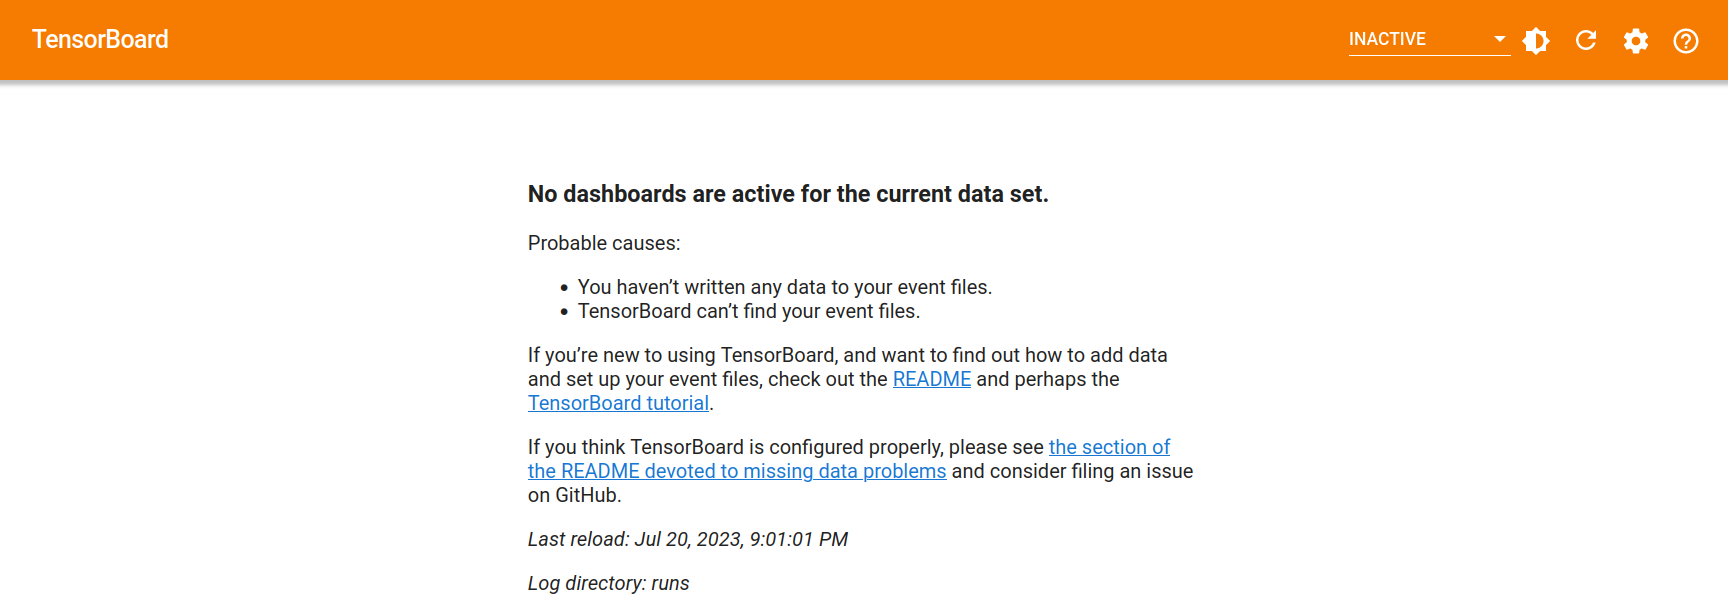 TensorBoard
INACTIVE
No dashboards are active for the current data set.
Probable causes:
• You haven’t written any data to your event files.
• TensorBoard can’t find your event files.
If you’re new to using TensorBoard, and want to find out how to add data
and set up your event files, check out the README and perhaps the
TensorBoard tutorial.
If you think TensorBoard is configured properly, please see the section of
the README devoted to missing data problems and consider filing an issue
on GitHub.
Last reload: Jul 20, 2023, 9:01:01 PM
Log directory: runs